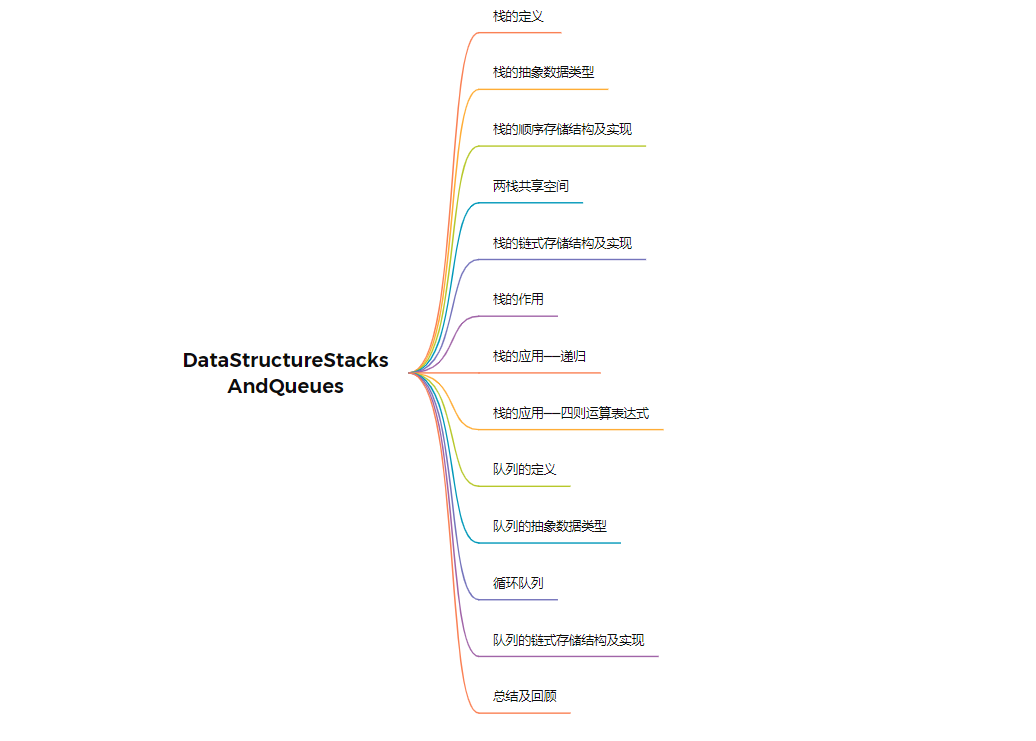 栈的定义
栈的抽象数据类型
栈的顺序存储结构及实现
两栈共享空间
栈的链式存储结构及实现
栈的作用
栈的应用——递归
DataStructureStacks
AndQueues
栈的应用——四则运算表达式
队列的定义
队列的抽象数据类型
循环队列
队列的链式存储结构及实现
总结及回顾